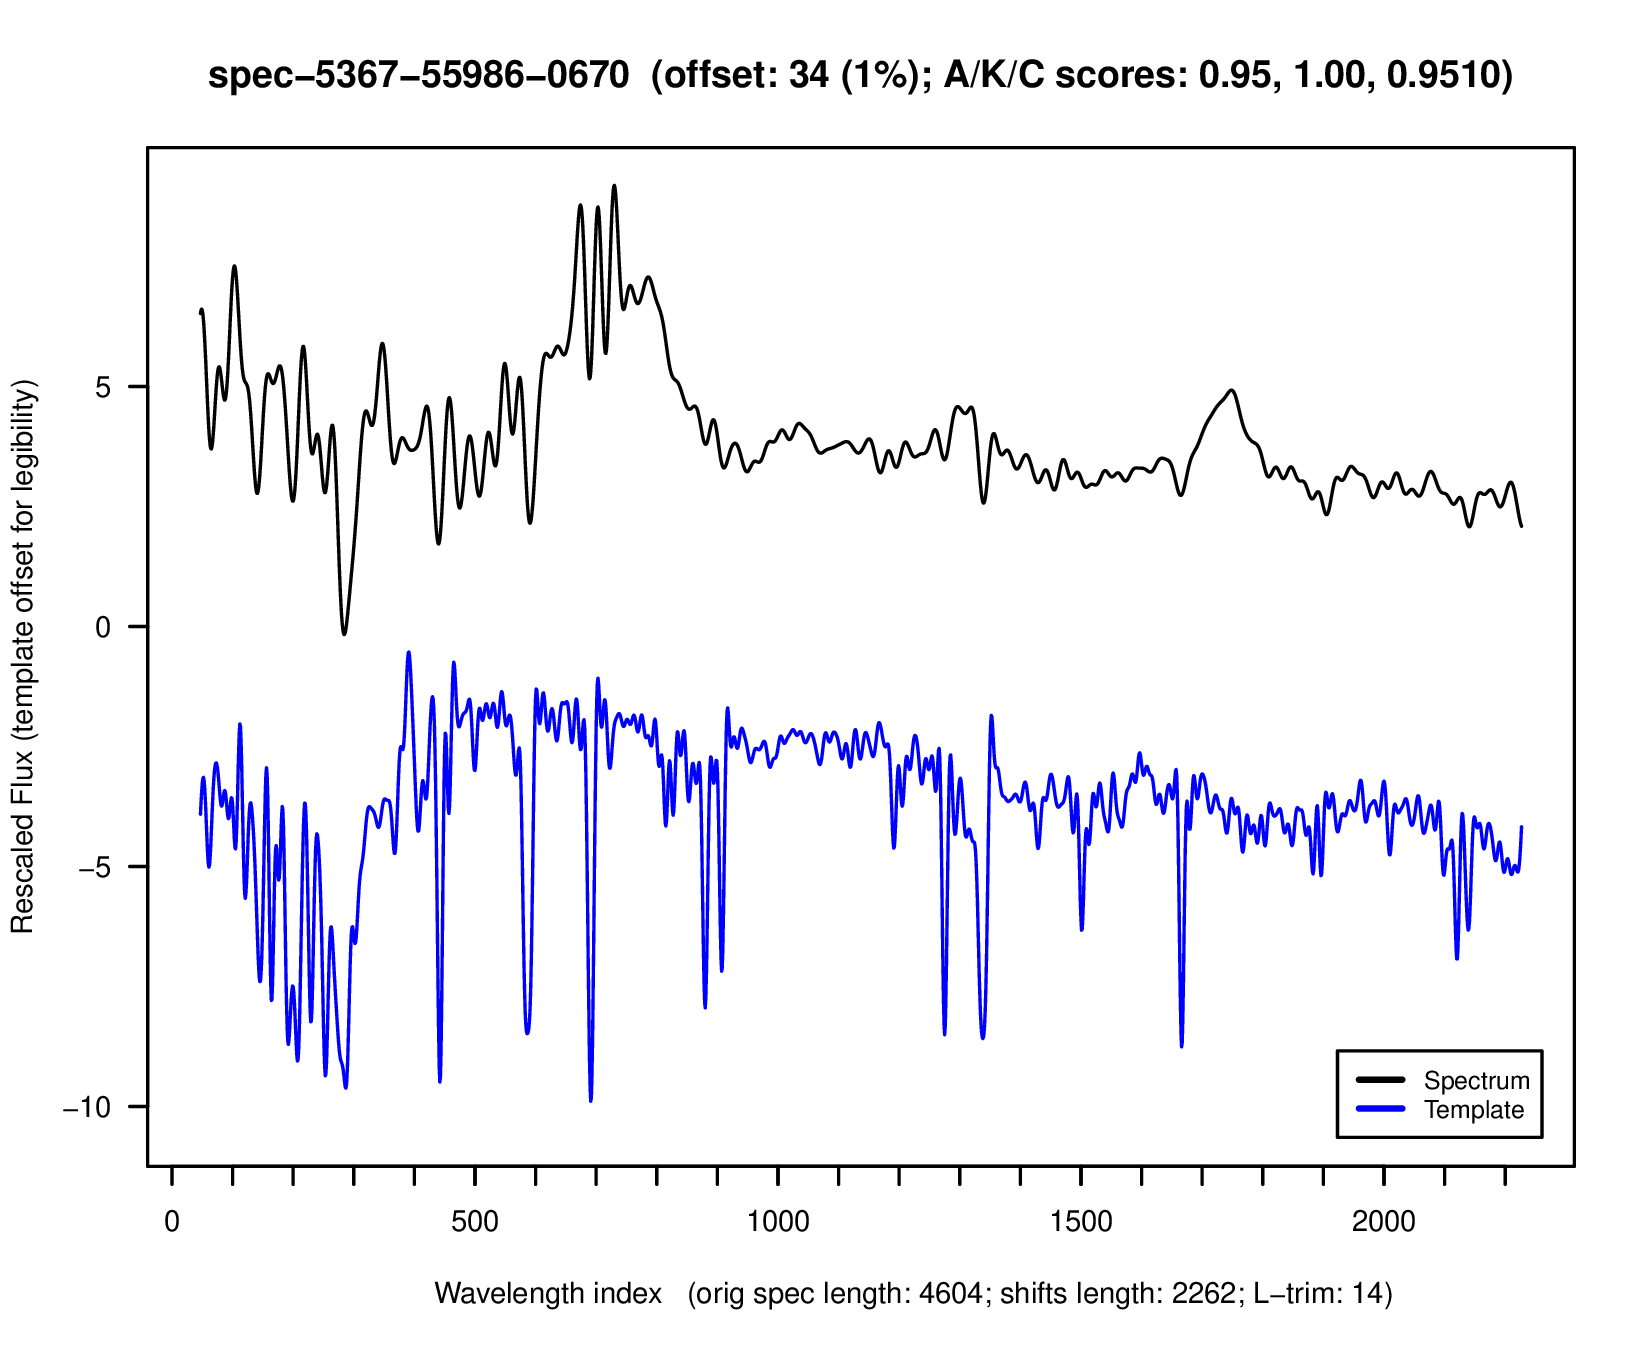 spec−5367−55986−0670 (offset: 34 (1%); A/K/C scores: 0.95, 1.00, 0.9510)
Rescaled Flux (template offset for legibility)
5
0
−5
−10
Spectrum
Template
0 500 1000 1500 2000
Wavelength index (orig spec length: 4604; shifts length: 2262; L−trim: 14)